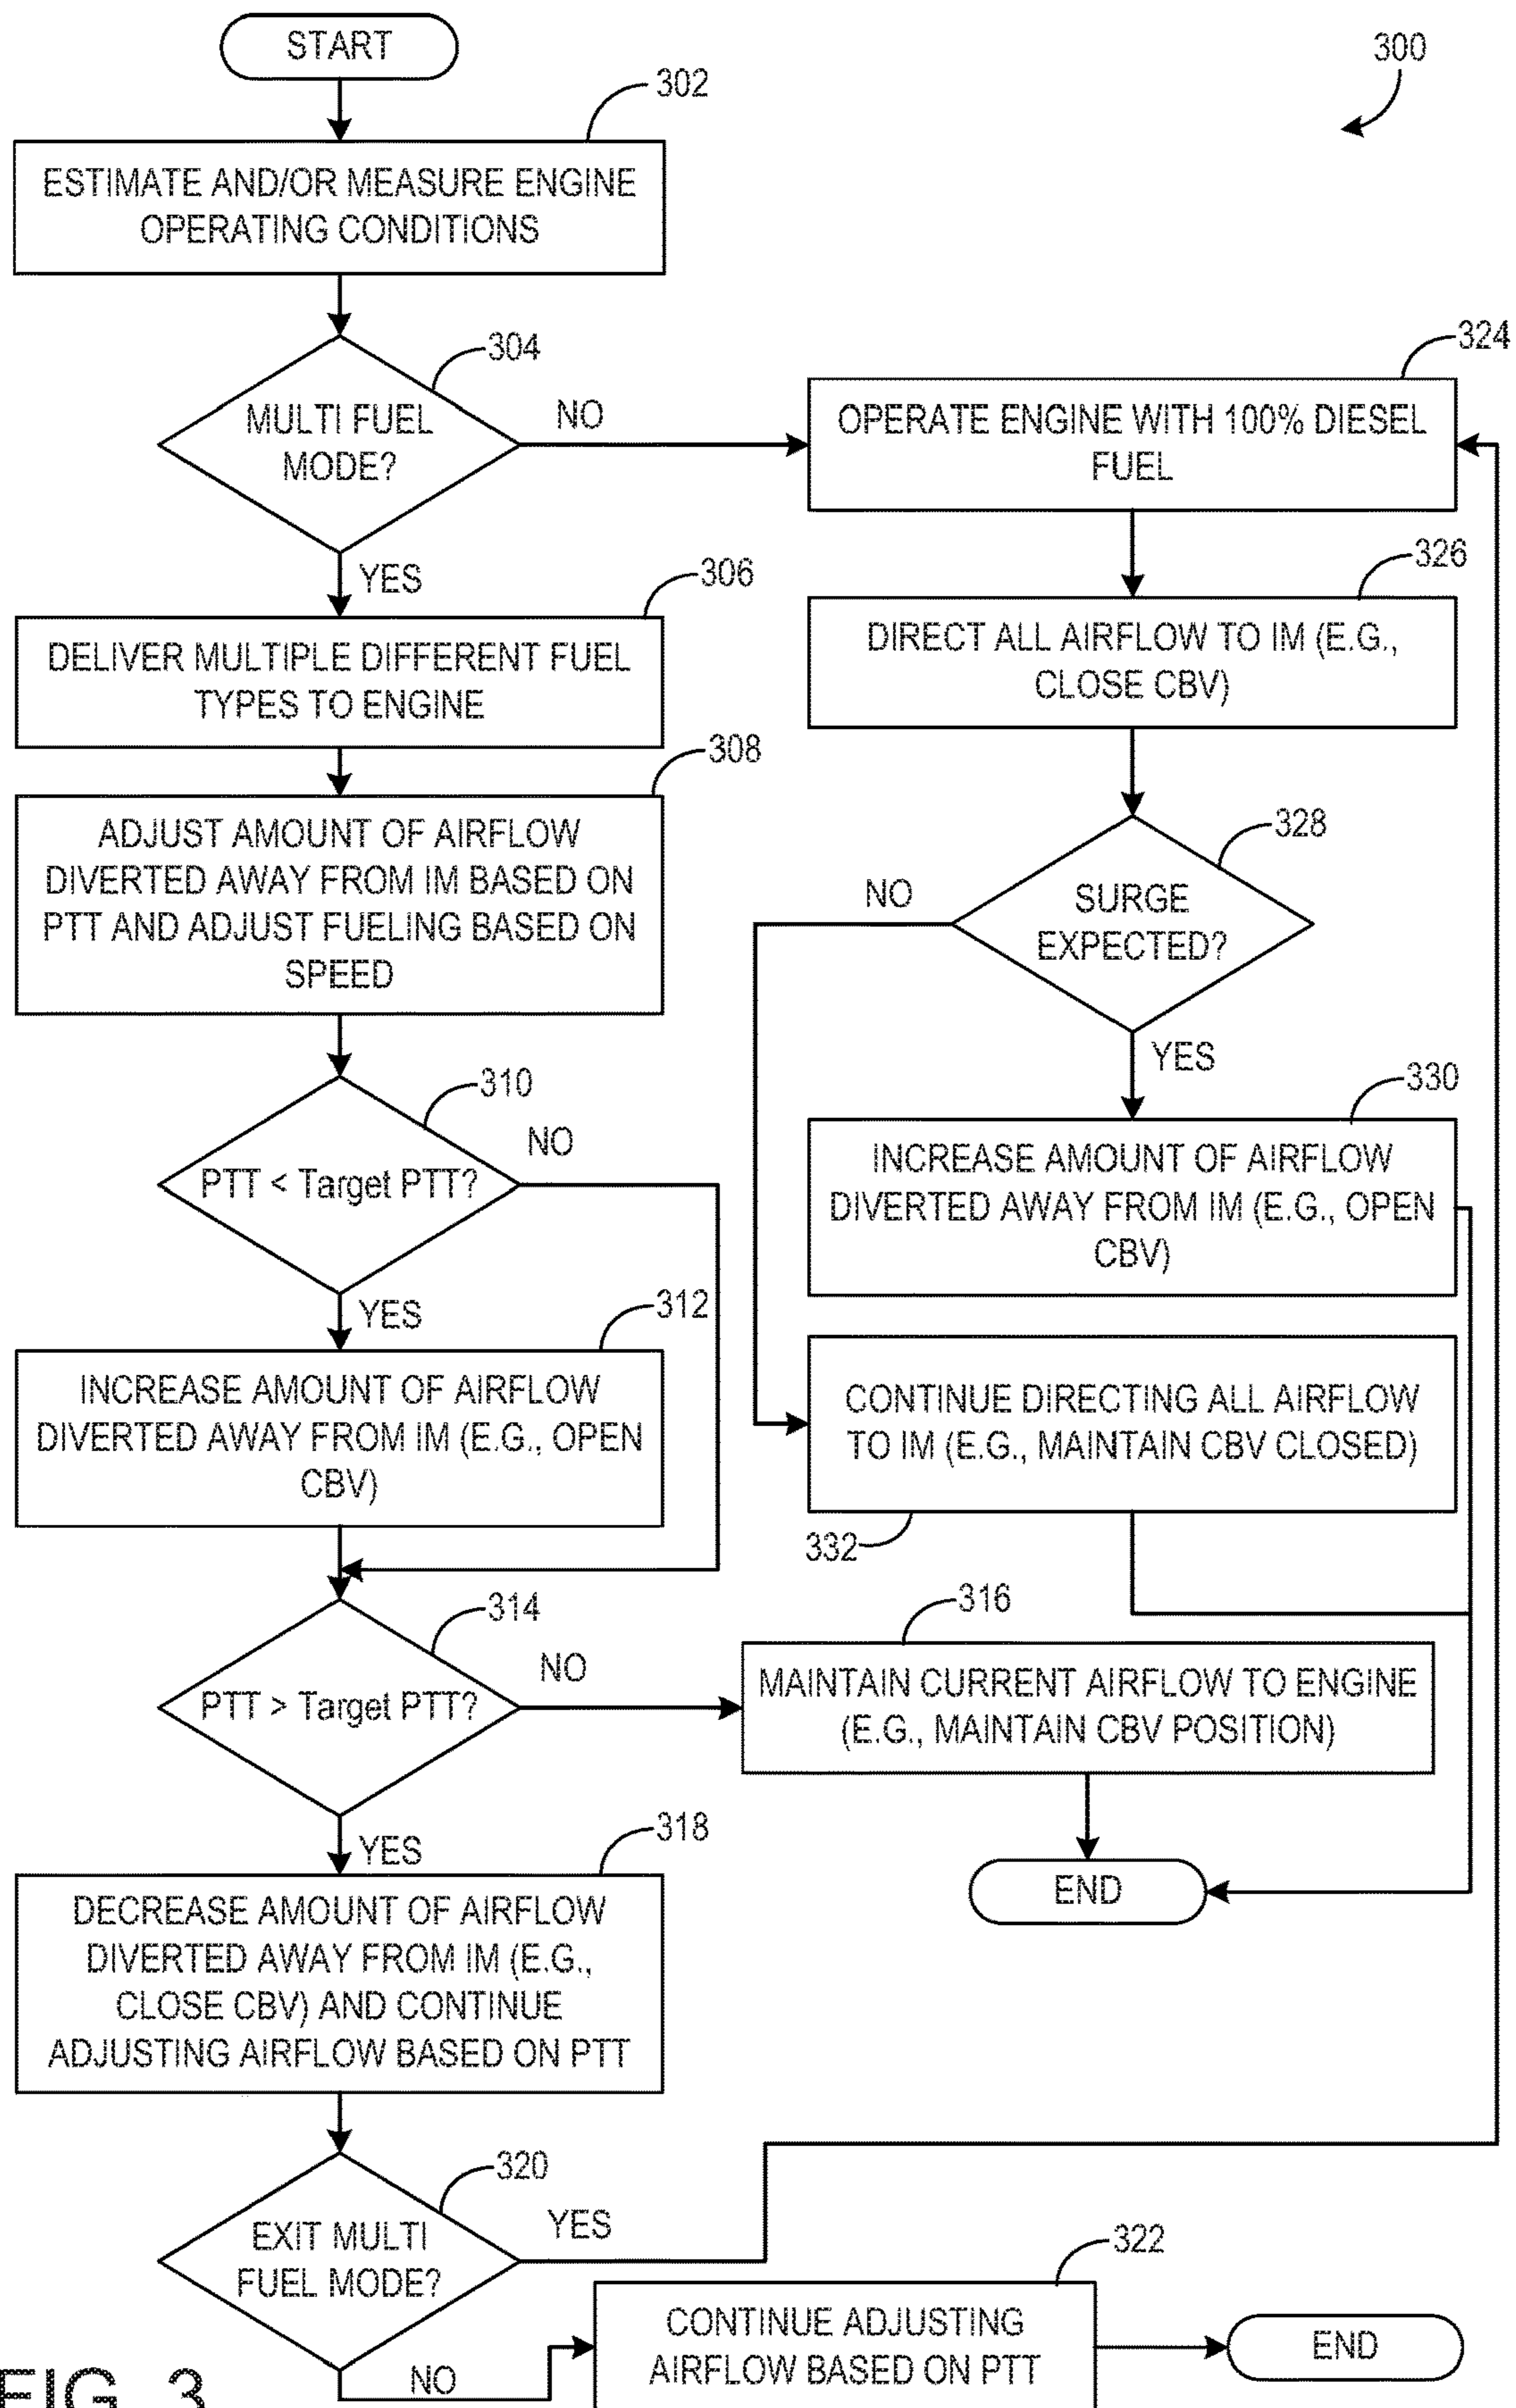 START
300
302
ESTIMATE AND/OR MEASURE ENGINE
OPERATING CONDITIONS
304
MULTI FUEL
MODE?
NO
YES
324
OPERATE ENGINE WITH 100% DIESEL
FUEL
306
DELIVER MULTIPLE DIFFERENT FUEL
TYPES TO ENGINE
326
DIRECT ALL AIRFLOW TO IM (E.G.,
CLOSE CBV)
308
ADJUST AMOUNT OF AIRFLOW
DIVERTED AWAY FROM IM BASED ON
PTT AND ADJUST FUELING BASED ON
SPEED
328
SURGE
EXPECTED?
NO
YES
310
PTT < Target PTT?
NO
YES
330
INCREASE AMOUNT OF AIRFLOW
DIVERTED AWAY FROM IM (E.G., OPEN
CBV)
312
INCREASE AMOUNT OF AIRFLOW
DIVERTED AWAY FROM IM (E.G., OPEN
CBV)
CONTINUE DIRECTING ALL AIRFLOW
TO IM (E.G., MAINTAIN CBV CLOSED)
332
314
PTT > Target PTT?
NO
YES
316
MAINTAIN CURRENT AIRFLOW TO ENGINE
(E.G., MAINTAIN CBV POSITION)
END
318
DECREASE AMOUNT OF AIRFLOW
DIVERTED AWAY FROM IM (E.G.,
CLOSE CBV) AND CONTINUE
ADJUSTING AIRFLOW BASED ON PTT
320
EXIT MULTI
FUEL MODE?
YES
NO
322
CONTINUE ADJUSTING
AIRFLOW BASED ON PTT
END
FIG. 3